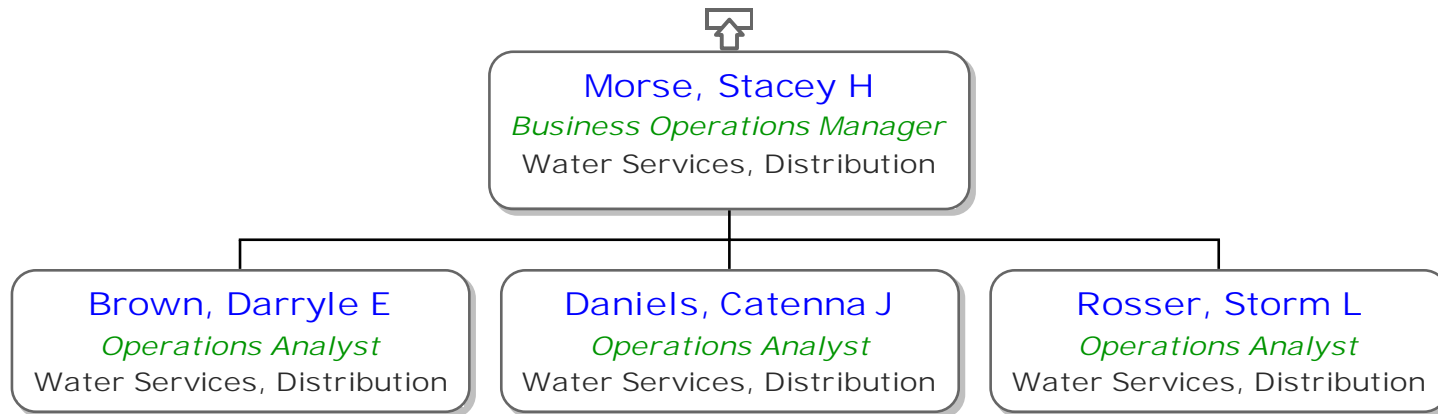 Morse, Stacey H
Business Operations Manager
Water Services, Distribution
Brown, Darryle E
Operations Analyst
Water Services, Distribution
Daniels, Catenna J
Operations Analyst
Water Services, Distribution
Rosser, Storm L
Operations Analyst
Water Services, Distribution